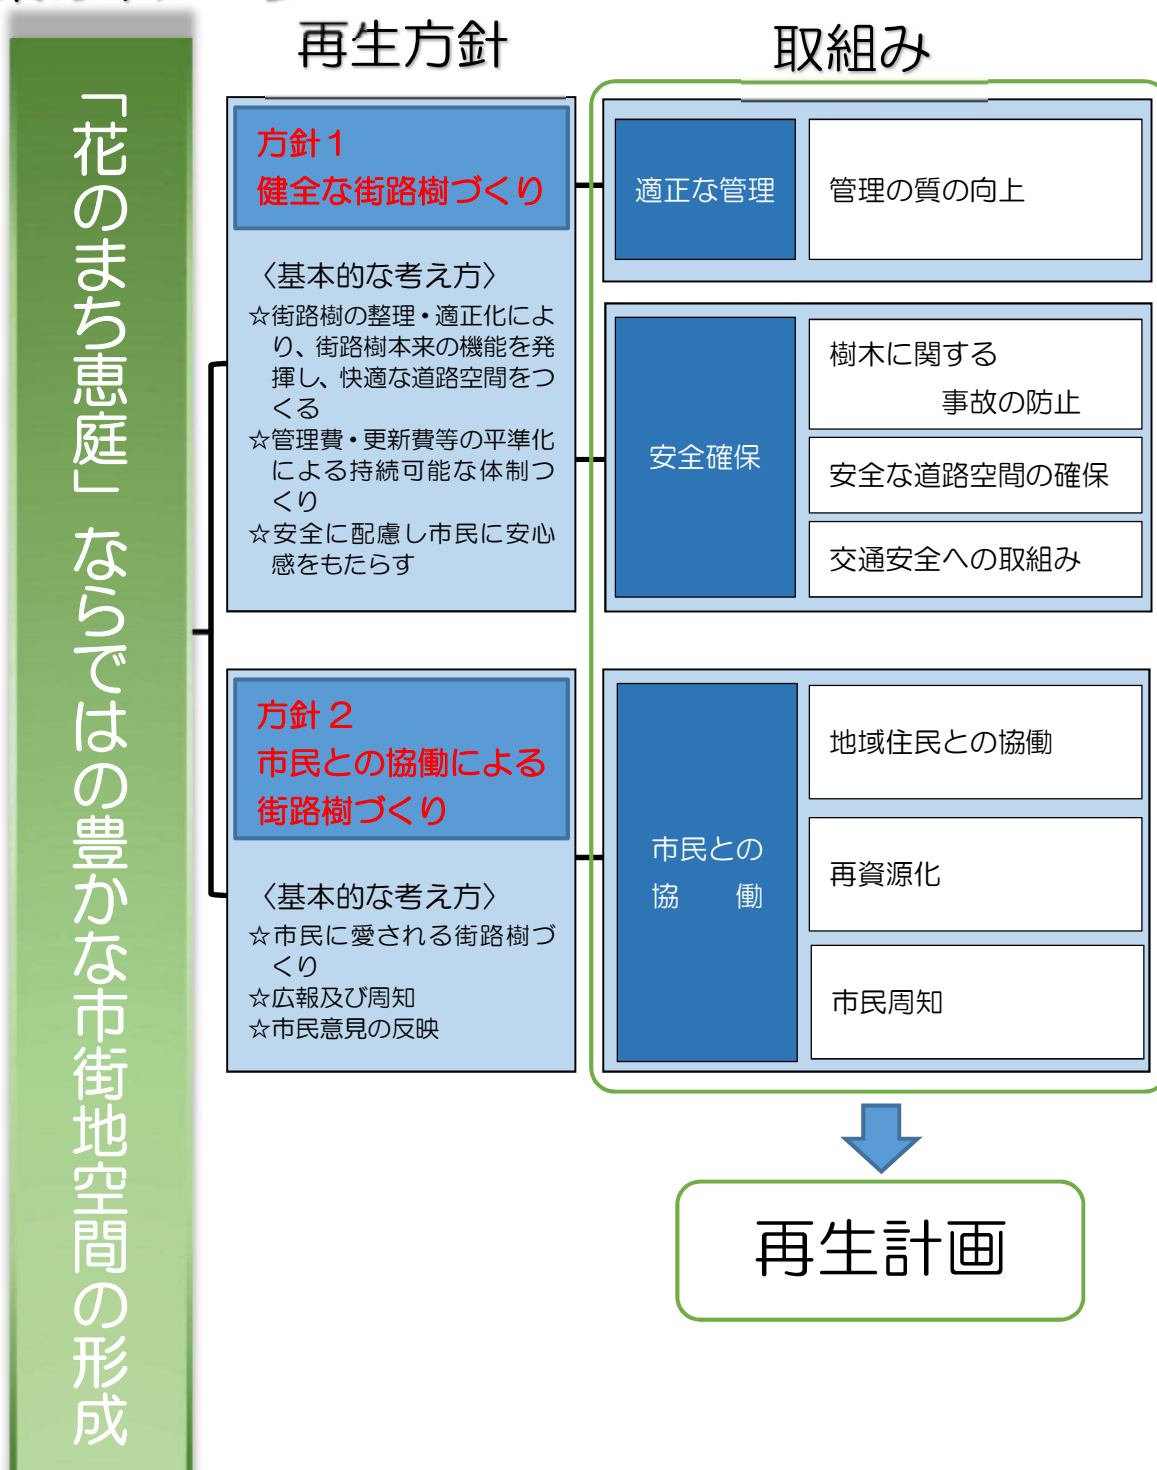 「花のまち恵庭」ならではの豊かな市街地空間の形成
再生方針
方針１
健全な街路樹づくり
〈基本的な考え方〉
☆街路樹の整理・適正化によ
り、街路樹本来の機能を発
揮し、快適な道路空間をつ
くる
☆管理費・更新費等の平準化
による持続可能な体制つ
くり
☆安全に配慮し市民に安心
感をもたらす
方針２
市民との協働による
街路樹づくり
〈基本的な考え方〉
☆市民に愛される街路樹づ
くり
☆広報及び周知
☆市民意見の反映
取組み
適正な管理
管理の質の向上
安全確保
樹木に関する
事故の防止
安全な道路空間の確保
交通安全への取組み
市民との
協　働
地域住民との協働
再資源化
市民周知
再生計画